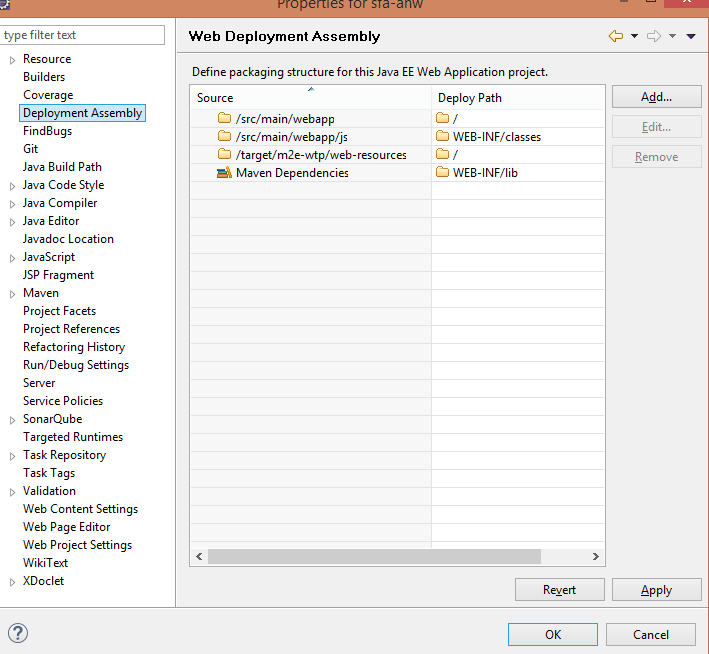 Properties for sfa-anw
type filter text
Resource
Builders
Coverage
Deployment Assembly
FindBugs
Git
Java Build Path
Java Code Style
Java Compiler
Java Editor
Javadoc Location
JavaScript
JSP Fragment
Maven
Project Facets
Project References
Refactoring History
Run/Debug Settings
Server
Service Policies
SonarQube
Targeted Runtimes
Task Repository
Task Tags
Validation
Web Content Settings
Web Page Editor
Web Project Settings
WikiText
XDoclet
Web Deployment Assembly
Define packaging structure for this Java EE Web Application project.
Source Deploy Path
/src/main/webapp /
/src/main/webapp/js WEB-INF/classes
/target/m2e-wtp/web-resources /
Maven Dependencies WEB-INF/lib
Add...
Edit...
Remove
Revert Apply
OK Cancel